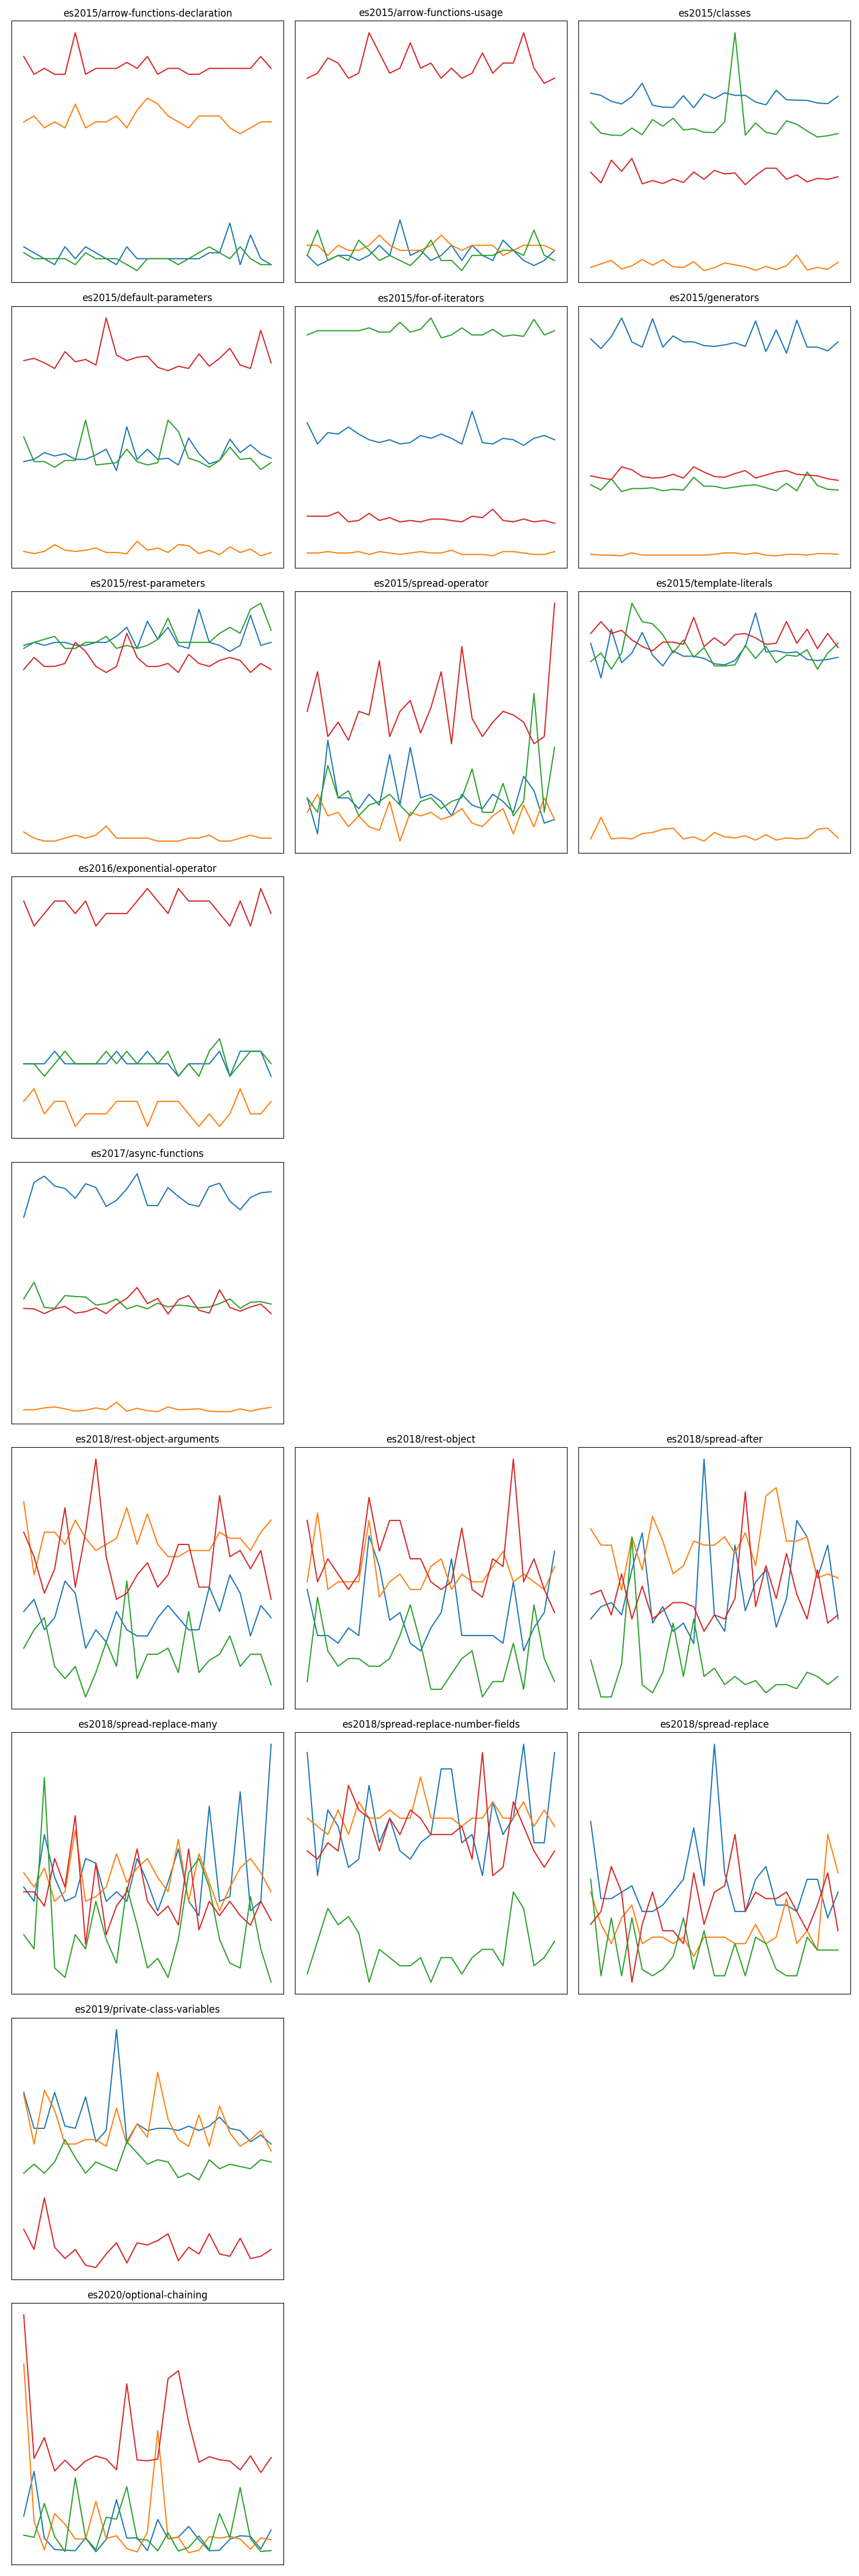 es2015/arrow-functions-declaration
es2015/arrow-functions-usage
es2015/classes
es2015/default-parameters
es2015/for-of-iterators
es2015/generators
es2015/rest-parameters
es2015/spread-operator
es2015/template-literals
es2016/exponential-operator
es2017/async-functions
es2018/rest-object-arguments
es2018/rest-object
es2018/spread-after
es2018/spread-replace-many
es2018/spread-replace-number-fields
es2018/spread-replace
es2019/private-class-variables
es2020/optional-chaining